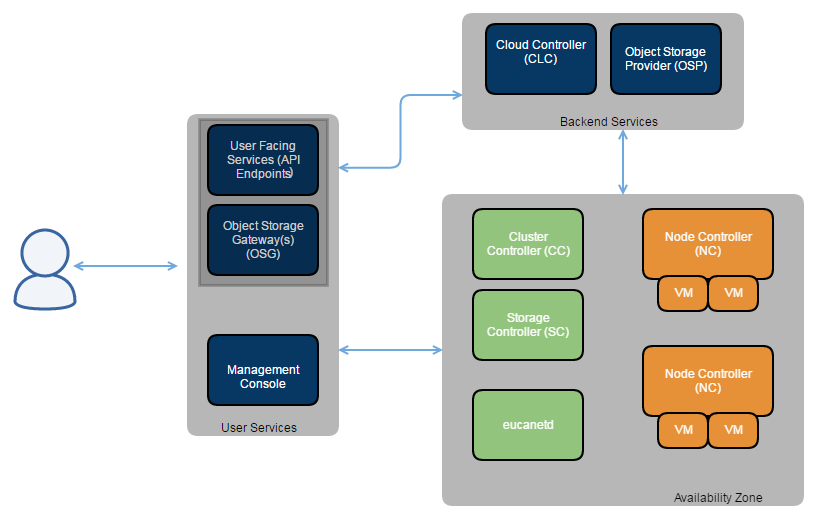 Cloud Controller
(CLC)
Object Storage
Provider (OSP)
Backend Services
User Facing
Services (API
Endpoints)
Object Storage
Gateway(s)
(OSG)
Management
Console
User Services
Cluster
Controller (CC)
Storage
Controller (SC)
eucanetd
Node Controller
(NC)
VM
VM
Node Controller
(NC)
VM
VM
Availability Zone